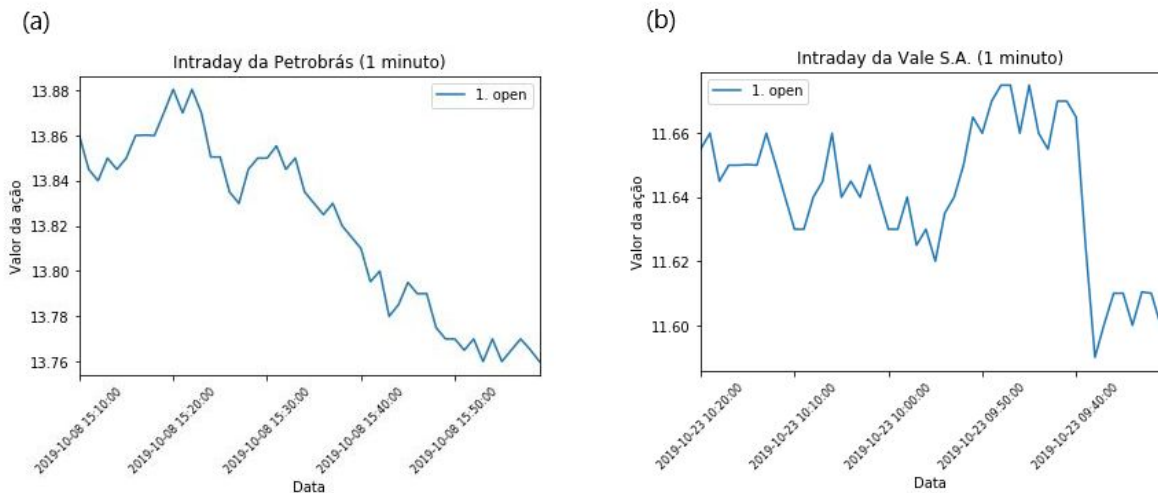 (a)
Intraday da Petrobrás (1 minuto)
1. open
13.88
13.86
13.84
13.82
13.80
13.78
13.76
Valor da ação
2019-10-08 15:10:00
2019-10-08 15:20:00
2019-10-08 15:30:00
2019-10-08 15:40:00
2019-10-08 15:50:00
Data
(b)
Intraday da Vale S.A. (1 minuto)
1. open
11.66
11.64
11.62
11.60
Valor da ação
2019-10-23 10:20:00
2019-10-23 10:10:00
2019-10-23 10:00:00
2019-10-23 09:50:00
2019-10-23 09:40:00
Data